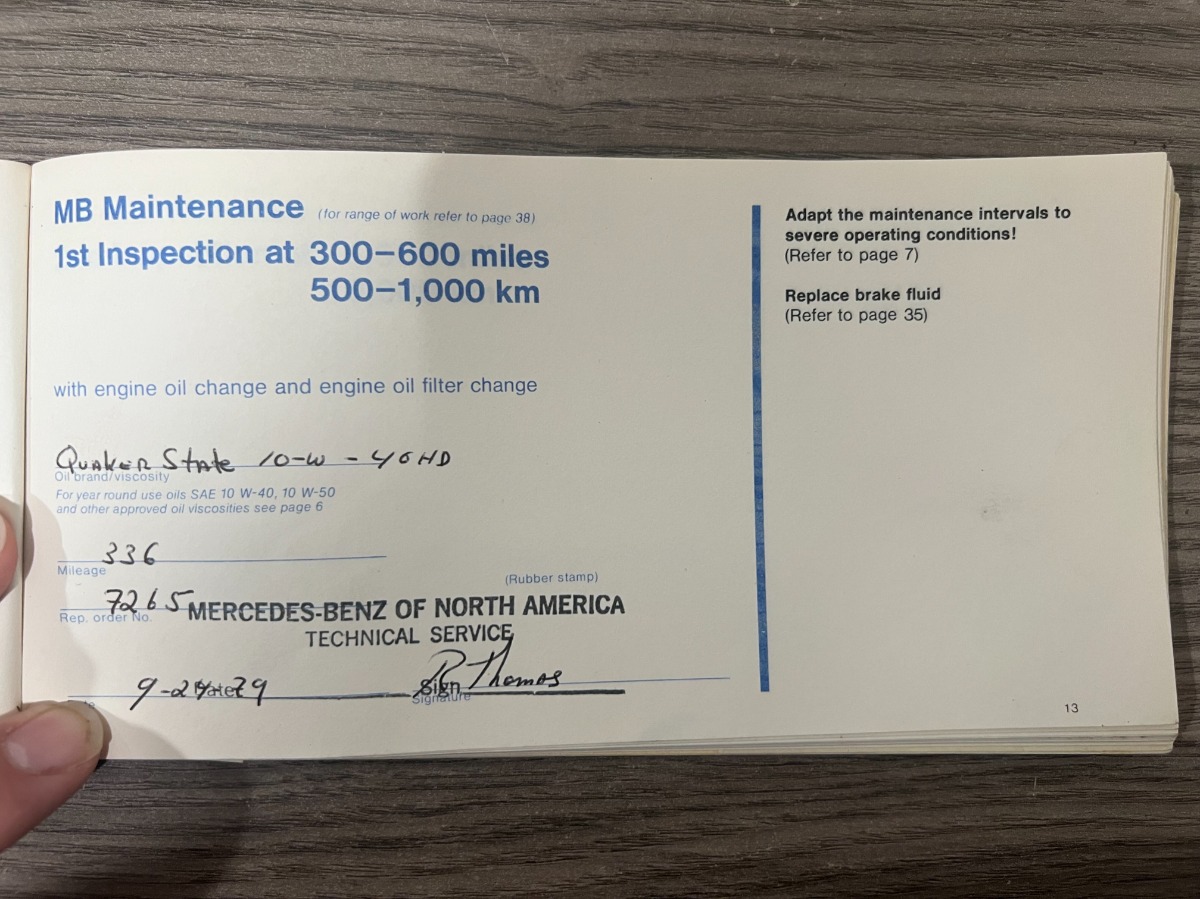 MB Maintenance (for range of work refer to page 38)
1st Inspection at 300–600 miles
500–1,000 km
with engine oil change and engine oil filter change
Quaker State 10-W-40HD
Oil brand/viscosity
For year round use oils SAE 10 W-40, 10 W-50
and other approved oil viscosities see page 6
336
Mileage
(Rubber stamp)
7265 MERCEDES-BENZ OF NORTH AMERICA
Rep. order No.
TECHNICAL SERVICE
9-24-79 Date Sign R Thomas
Signature
Adapt the maintenance intervals to
severe operating conditions!
(Refer to page 7)
Replace brake fluid
(Refer to page 35)
13